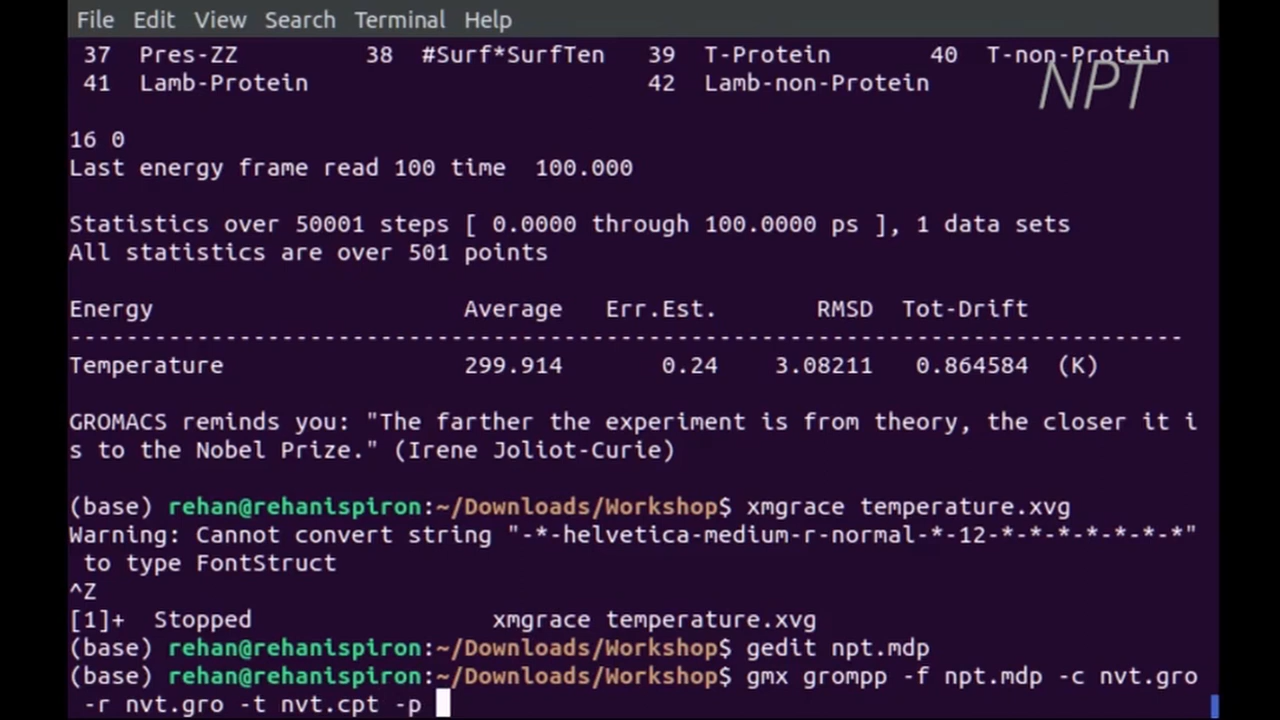 File Edit View Search Terminal Help
37 Pres-ZZ 38 #Surf*SurfTen 39 T-Protein 40 T-non-Protein
41 Lamb-Protein 42 Lamb-non-Protein
NPT
16 0
Last energy frame read 100 time 100.000
Statistics over 50001 steps [ 0.0000 through 100.0000 ps ], 1 data sets
All statistics are over 501 points
Energy Average Err.Est. RMSD Tot-Drift
-------------------------------------------------------------------------------
Temperature 299.914 0.24 3.08211 0.864584 (K)
GROMACS reminds you: "The farther the experiment is from theory, the closer it i
s to the Nobel Prize." (Irene Joliot-Curie)
(base) rehan@rehanispiron:~/Downloads/Workshop$ xmgrace temperature.xvg
Warning: Cannot convert string "-*-helvetica-medium-r-normal-*-12-*-*-*-*-*-*-*"
to type FontStruct
^Z
[1]+ Stopped xmgrace temperature.xvg
(base) rehan@rehanispiron:~/Downloads/Workshop$ gedit npt.mdp
(base) rehan@rehanispiron:~/Downloads/Workshop$ gmx grompp -f npt.mdp -c nvt.gro
-r nvt.gro -t nvt.cpt -p